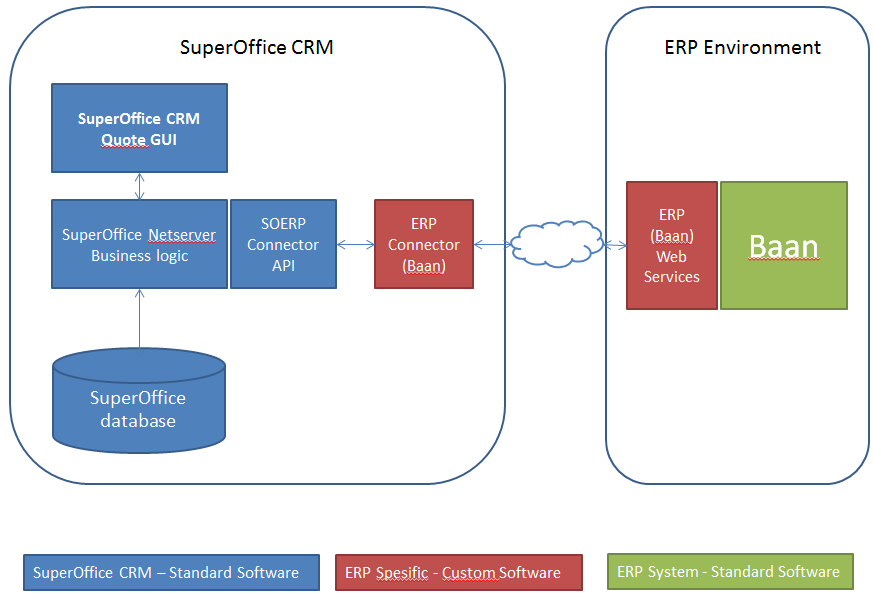 SuperOffice CRM
ERP Environment
SuperOffice CRM
Quote GUI
SuperOffice Netserver
Business logic
SOERP
Connector
API
ERP
Connector
(Baan)
ERP
(Baan)
Web
Services
Baan
SuperOffice
database
SuperOffice CRM – Standard Software
ERP Spesific - Custom Software
ERP System - Standard Software